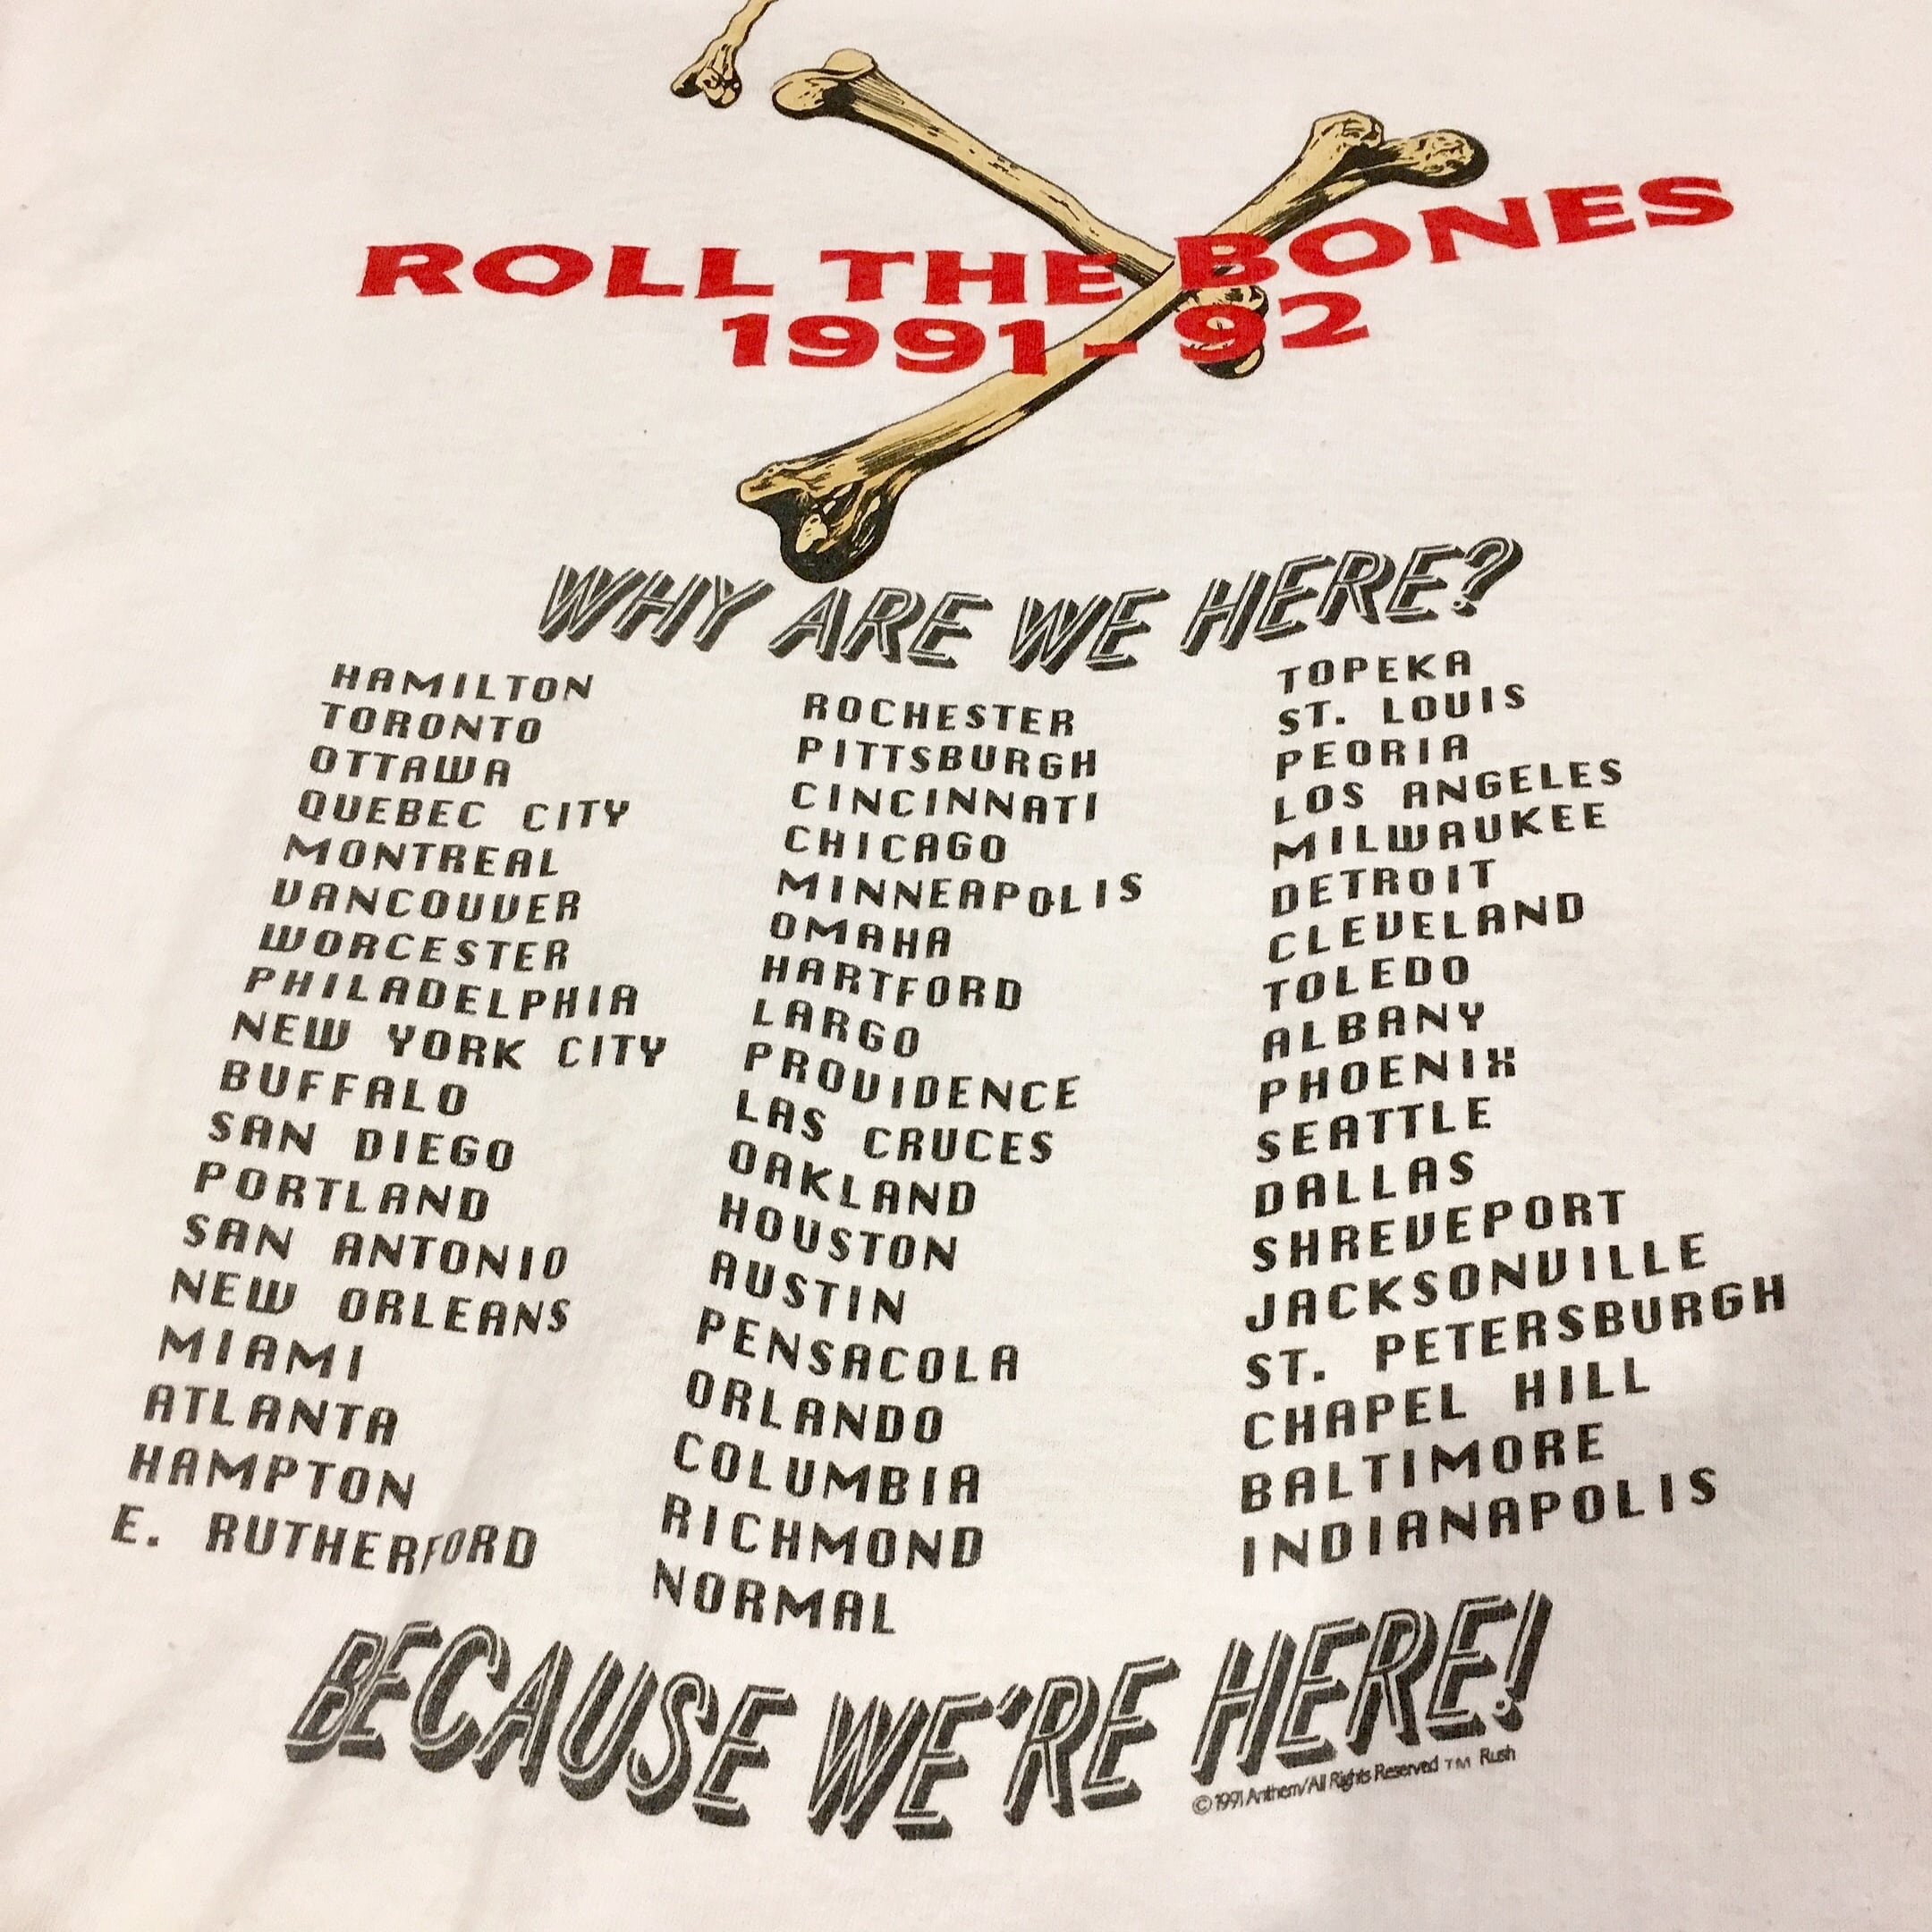 ROLL THE BONES
1991-92
WHY ARE WE HERE?
HAMILTON
TORONTO
OTTAWA
QUEBEC CITY
MONTREAL
VANCOUVER
WORCESTER
PHILADELPHIA
NEW YORK CITY
BUFFALO
SAN DIEGO
PORTLAND
SAN ANTONIO
NEW ORLEANS
MIAMI
ATLANTA
HAMPTON
E. RUTHERFORD
ROCHESTER
PITTSBURGH
CINCINNATI
CHICAGO
MINNEAPOLIS
OMAHA
HARTFORD
LARGO
PROVIDENCE
LAS CRUCES
OAKLAND
HOUSTON
AUSTIN
PENSACOLA
ORLANDO
COLUMBIA
RICHMOND
NORMAL
TOPEKA
ST. LOUIS
PEORIA
LOS ANGELES
MILWAUKEE
DETROIT
CLEVELAND
TOLEDO
ALBANY
PHOENIX
SEATTLE
DALLAS
SHREVEPORT
JACKSONVILLE
ST. PETERSBURGH
CHAPEL HILL
BALTIMORE
INDIANAPOLIS
BECAUSE WE'RE HERE!
©1991 Anthem/All Rights Reserved TM Rush